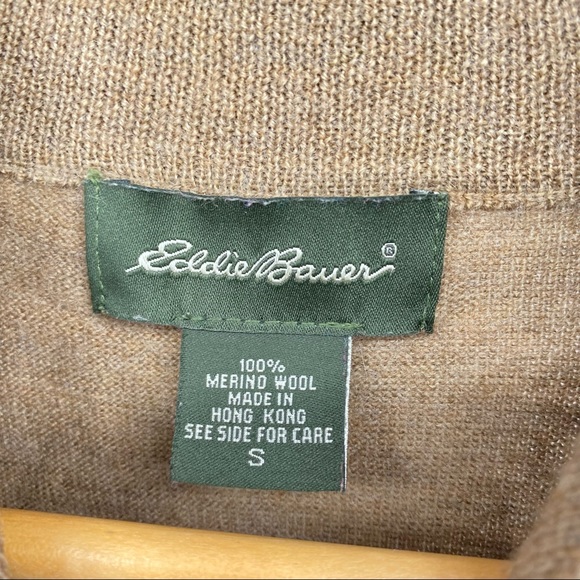 Eddie Bauer ®
100%
MERINO WOOL
MADE IN
HONG KONG
SEE SIDE FOR CARE
S